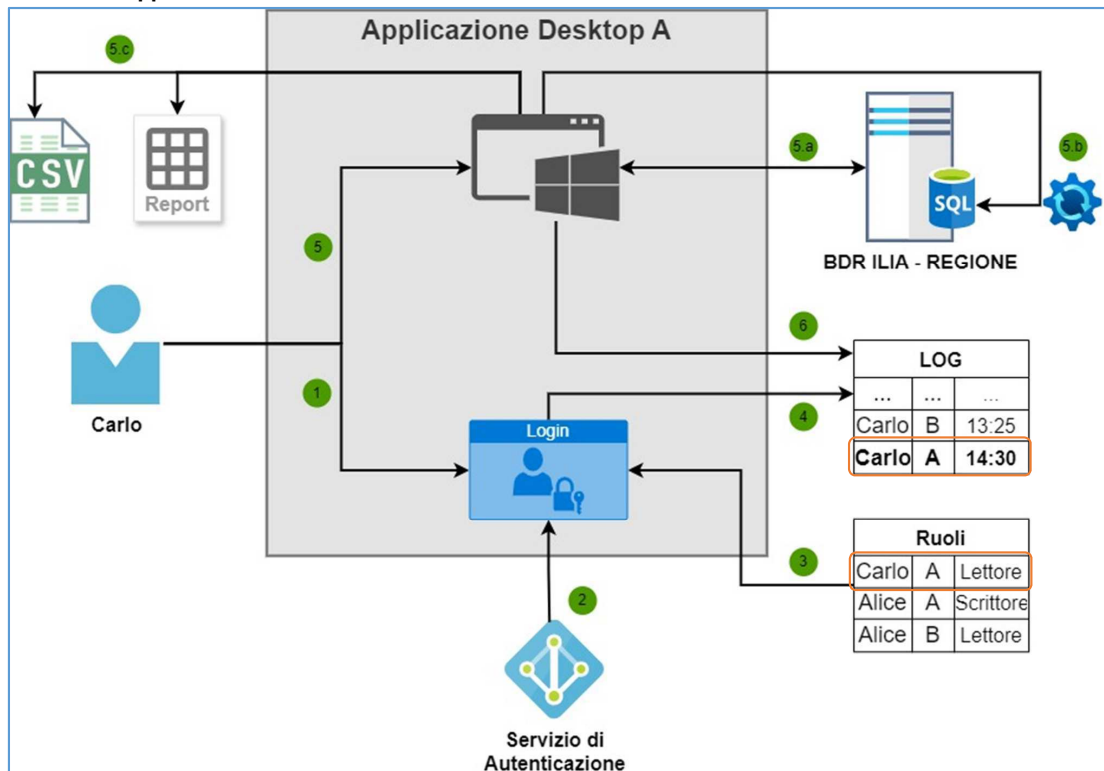 Applicazione Desktop A
5.c
CSV
Report
5.a
5.b
SQL
BDR ILIA - REGIONE
5
Carlo
1
6
LOG
... ... ...
Carlo B 13:25
Carlo A 14:30
4
Login
Ruoli
Carlo A Lettore
Alice A Scrittore
Alice B Lettore
3
2
Servizio di
Autenticazione